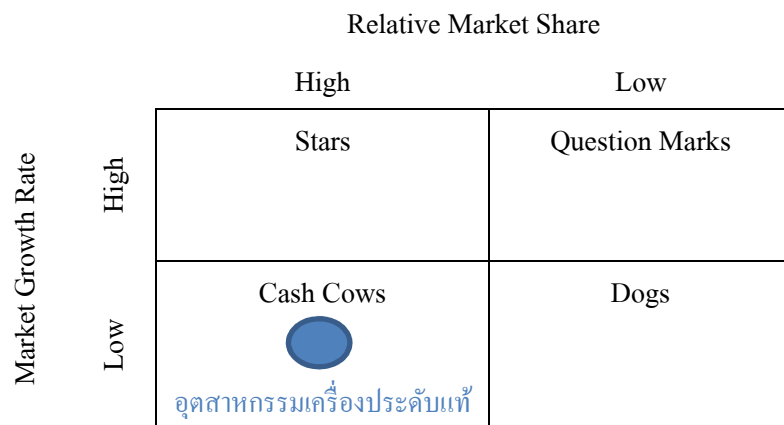 Relative Market Share
High
Low
Market Growth Rate
High
Stars
Question Marks
Low
Cash Cows
Dogs
อุตสาหกรรมเครื่องประดับแท้